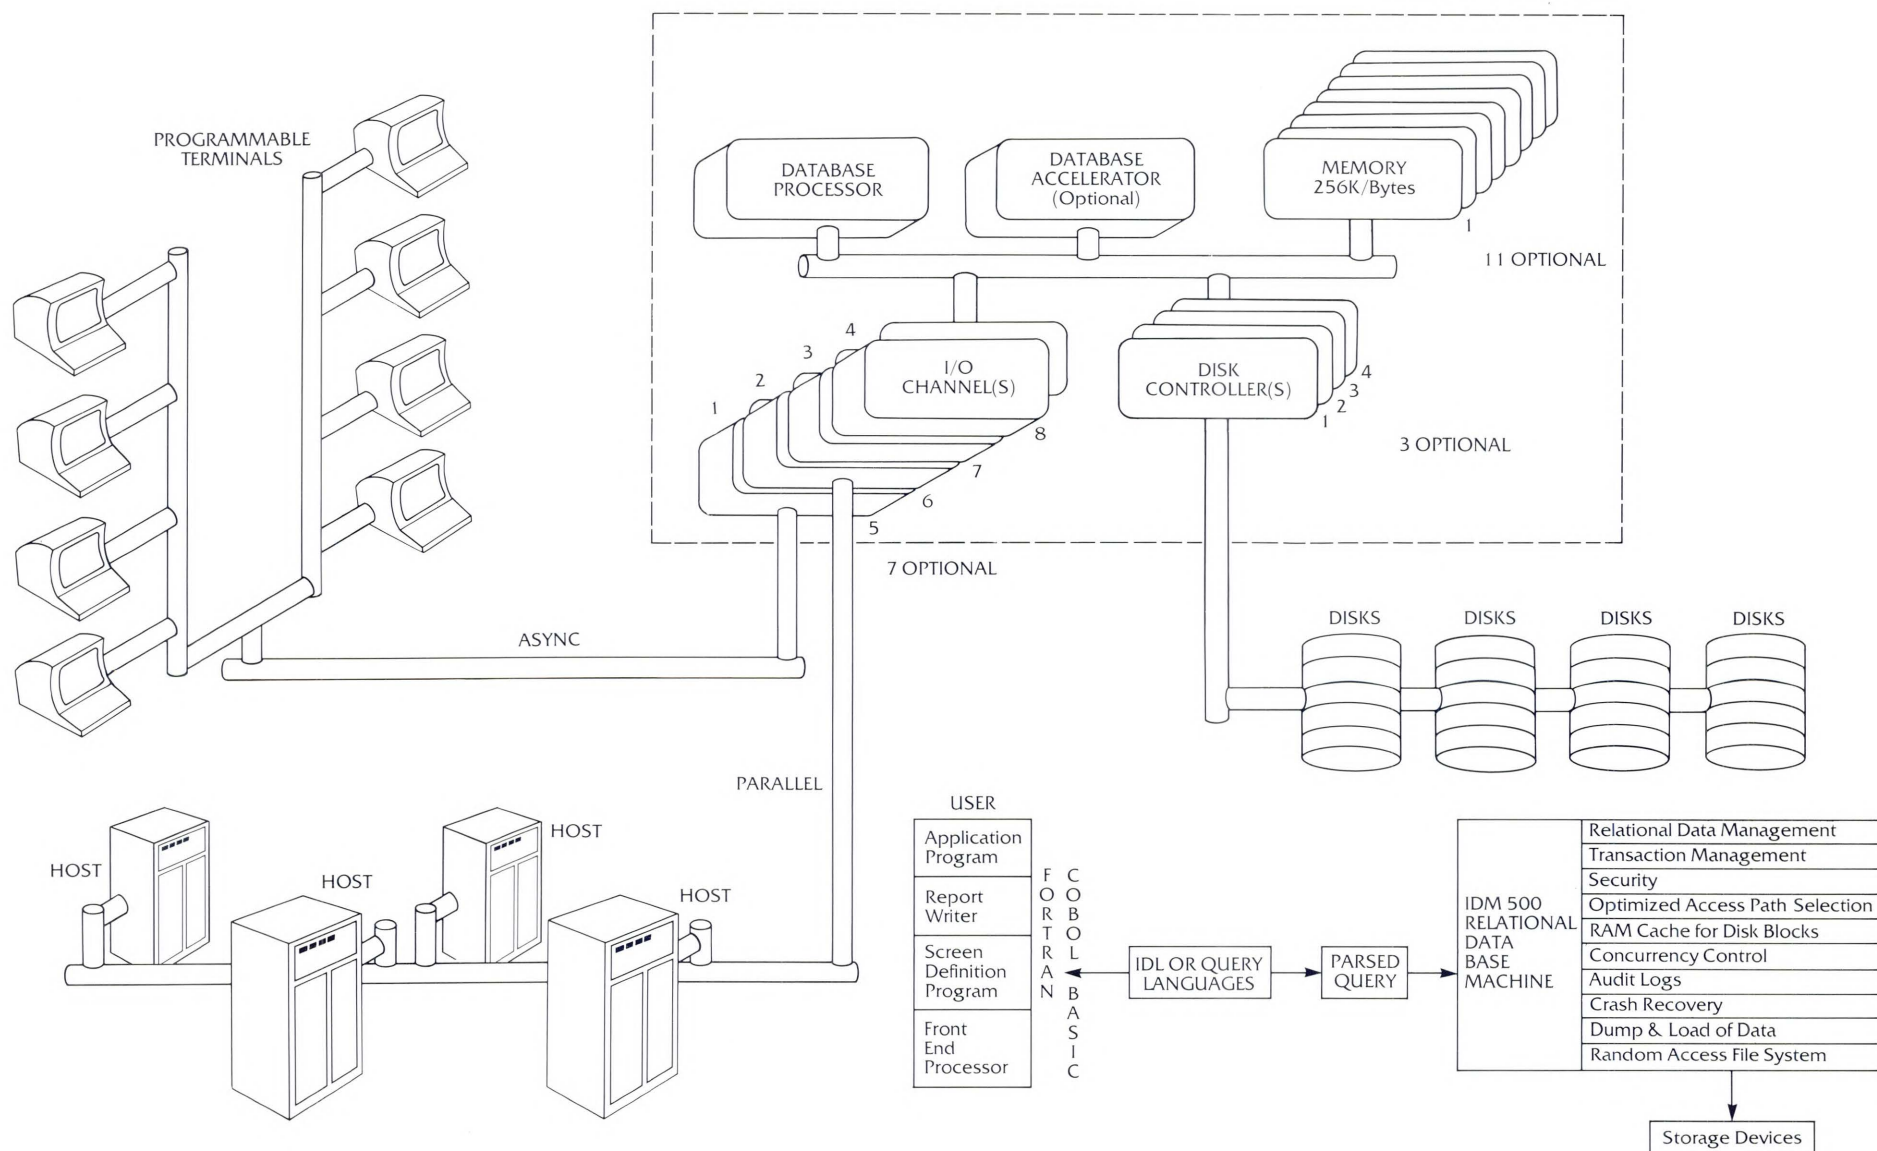 PROGRAMMABLE
TERMINALS
DATABASE
PROCESSOR
DATABASE
ACCELERATOR
(Optional)
MEMORY
256K/Bytes
1
11 OPTIONAL
I/O
CHANNEL(S)
1
2
3
4
5
6
7
8
7 OPTIONAL
DISK
CONTROLLER(S)
1
2
3
4
3 OPTIONAL
ASYNC
PARALLEL
DISKS
DISKS
DISKS
DISKS
HOST
HOST
HOST
HOST
USER
Application
Program
Report
Writer
Screen
Definition
Program
Front
End
Processor
FORTRAN
COBOL BASIC
IDL OR QUERY
LANGUAGES
PARSED
QUERY
IDM 500
RELATIONAL
DATA
BASE
MACHINE
Relational Data Management
Transaction Management
Security
Optimized Access Path Selection
RAM Cache for Disk Blocks
Concurrency Control
Audit Logs
Crash Recovery
Dump & Load of Data
Random Access File System
Storage Devices